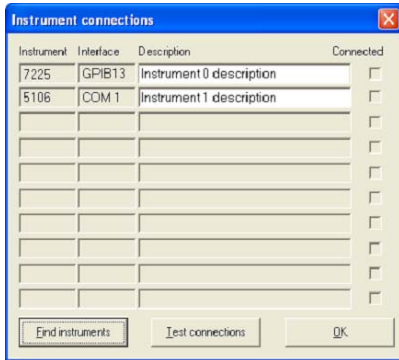 Instrument connections
Instrument Interface Description Connected
7225 GPIB13 Instrument 0 description
5106 COM 1 Instrument 1 description
Find instruments Test connections OK